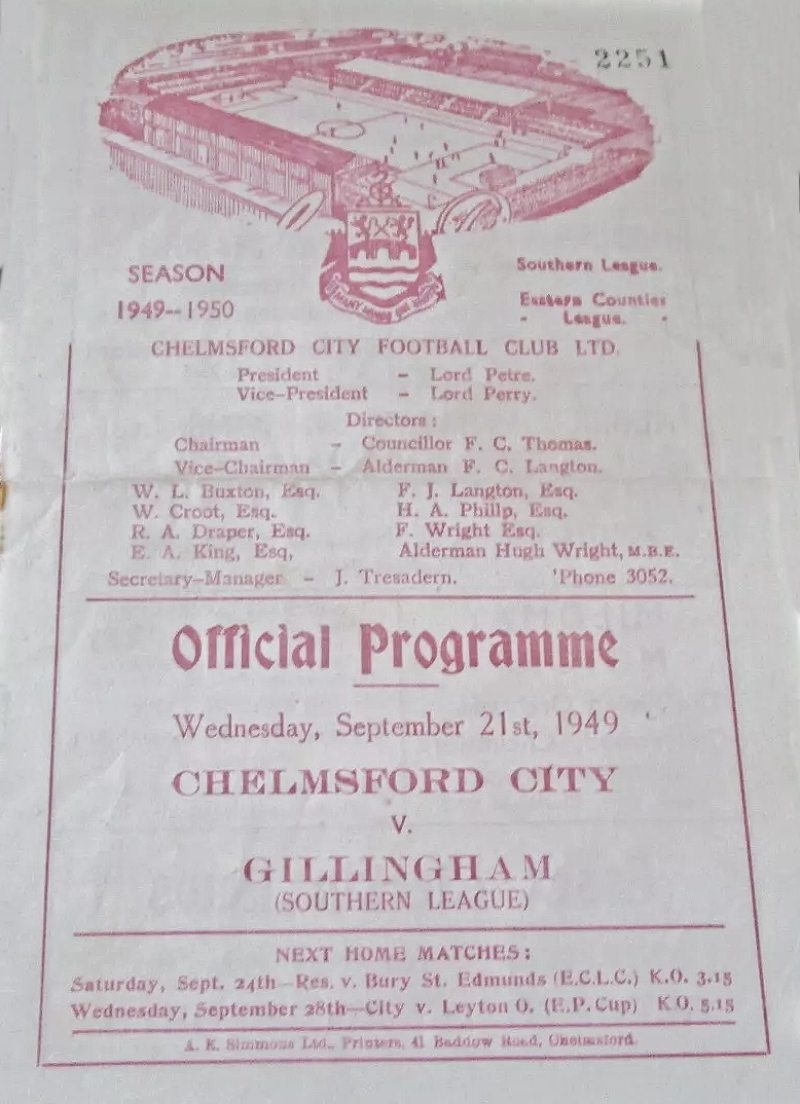 2251
SEASON
1949--1950
Southern League.
Eastern Counties
- League. -
MANY MINDS ONE HEART
CHELMSFORD CITY FOOTBALL CLUB LTD.
President - Lord Petre.
Vice-President - Lord Perry.
Directors:
Chairman - Councillor F. C. Thomas.
Vice-Chairman - Alderman F. C. Langton.
W. L. Buxton, Esq. F. J. Langton, Esq.
W. Croot, Esq. H. A. Philip, Esq.
R. A. Draper, Esq. F. Wright Esq.
E. A. King, Esq, Alderman Hugh Wright, M.B.E.
Secretary-Manager - J. Tresadern. 'Phone 3052.
Official Programme
Wednesday, September 21st, 1949
CHELMSFORD CITY
V.
GILLINGHAM
(SOUTHERN LEAGUE)
NEXT HOME MATCHES:
Saturday, Sept. 24th—Res. v. Bury St. Edmunds (E.C.L.C.) K.O. 3.15
Wednesday, September 28th—City v. Leyton O. (E.P. Cup) K.O. 5.15
A. K. Simmons Ltd., Printers, 41 Baddow Road, Chelmsford.